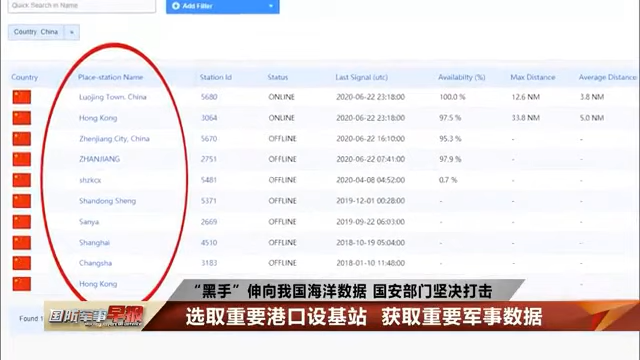 Quick Search in Name
Add Filter
Country China ×
Country Place-station Name Station Id Status Last Signal (utc) Availability (%) Max Distance Average Distance
Luojing Town, China 5680 ONLINE 2020-06-22 23:18:00 100.0 % 12.6 NM 3.8 NM
Hong Kong 3064 ONLINE 2020-06-22 23:18:00 97.5 % 33.8 NM 5.0 NM
Zhenjiang City, China 5670 OFFLINE 2020-06-22 16:10:00 95.3 % - -
ZHANJIANG 2751 OFFLINE 2020-06-22 07:41:00 97.9 % - -
shzkcx 5481 OFFLINE 2020-04-08 04:52:00 0.7 % - -
Shandong Sheng 5371 OFFLINE 2019-12-01 00:28:00 - - -
Sanya 2669 OFFLINE 2019-09-22 06:03:00 - - -
Shanghai 4510 OFFLINE 2018-10-19 05:04:00 - - -
Changsha 3183 OFFLINE 2018-01-10 11:48:00 - - -
Hong Kong
Found 1
“黑手”伸向我国海洋数据 国安部门坚决打击
国防军事早报
选取重要港口设基站 获取重要军事数据